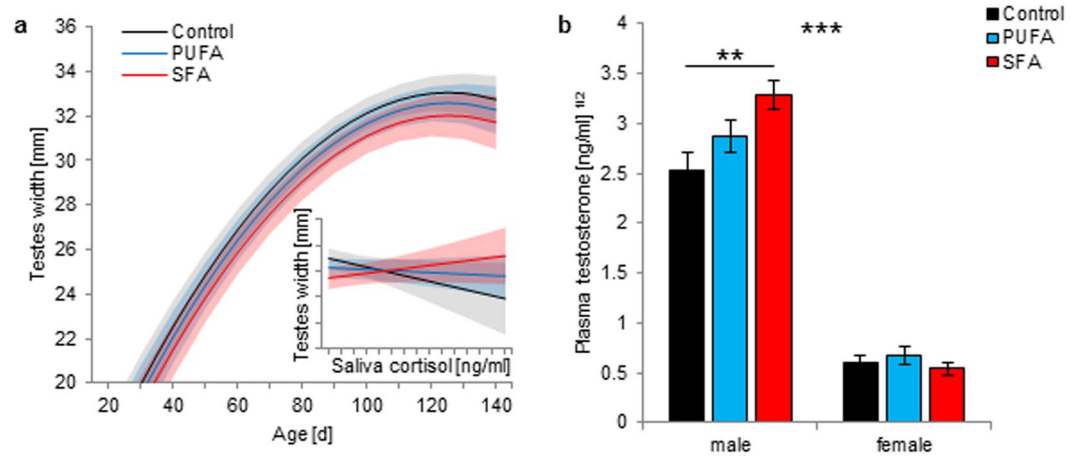 a
Control
PUFA
SFA
Testes width [mm]
36
34
32
30
28
26
24
22
20
20 40 60 80 100 120 140
Age [d]
Testes width [mm]
Saliva cortisol [ng/ml]
b
Control
PUFA
SFA
***
**
Plasma testosterone [ng/ml] ¹ᐟ²
4
3.5
3
2.5
2
1.5
1
0.5
0
male female